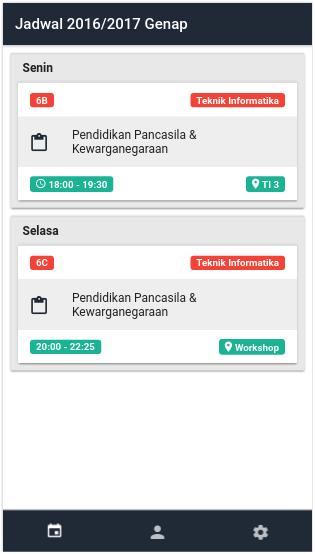 Jadwal 2016/2017 Genap
Senin
6B
Teknik Informatika
Pendidikan Pancasila &
Kewarganegaraan
18:00 - 19:30
TI 3
Selasa
6C
Teknik Informatika
Pendidikan Pancasila &
Kewarganegaraan
20:00 - 22:25
Workshop